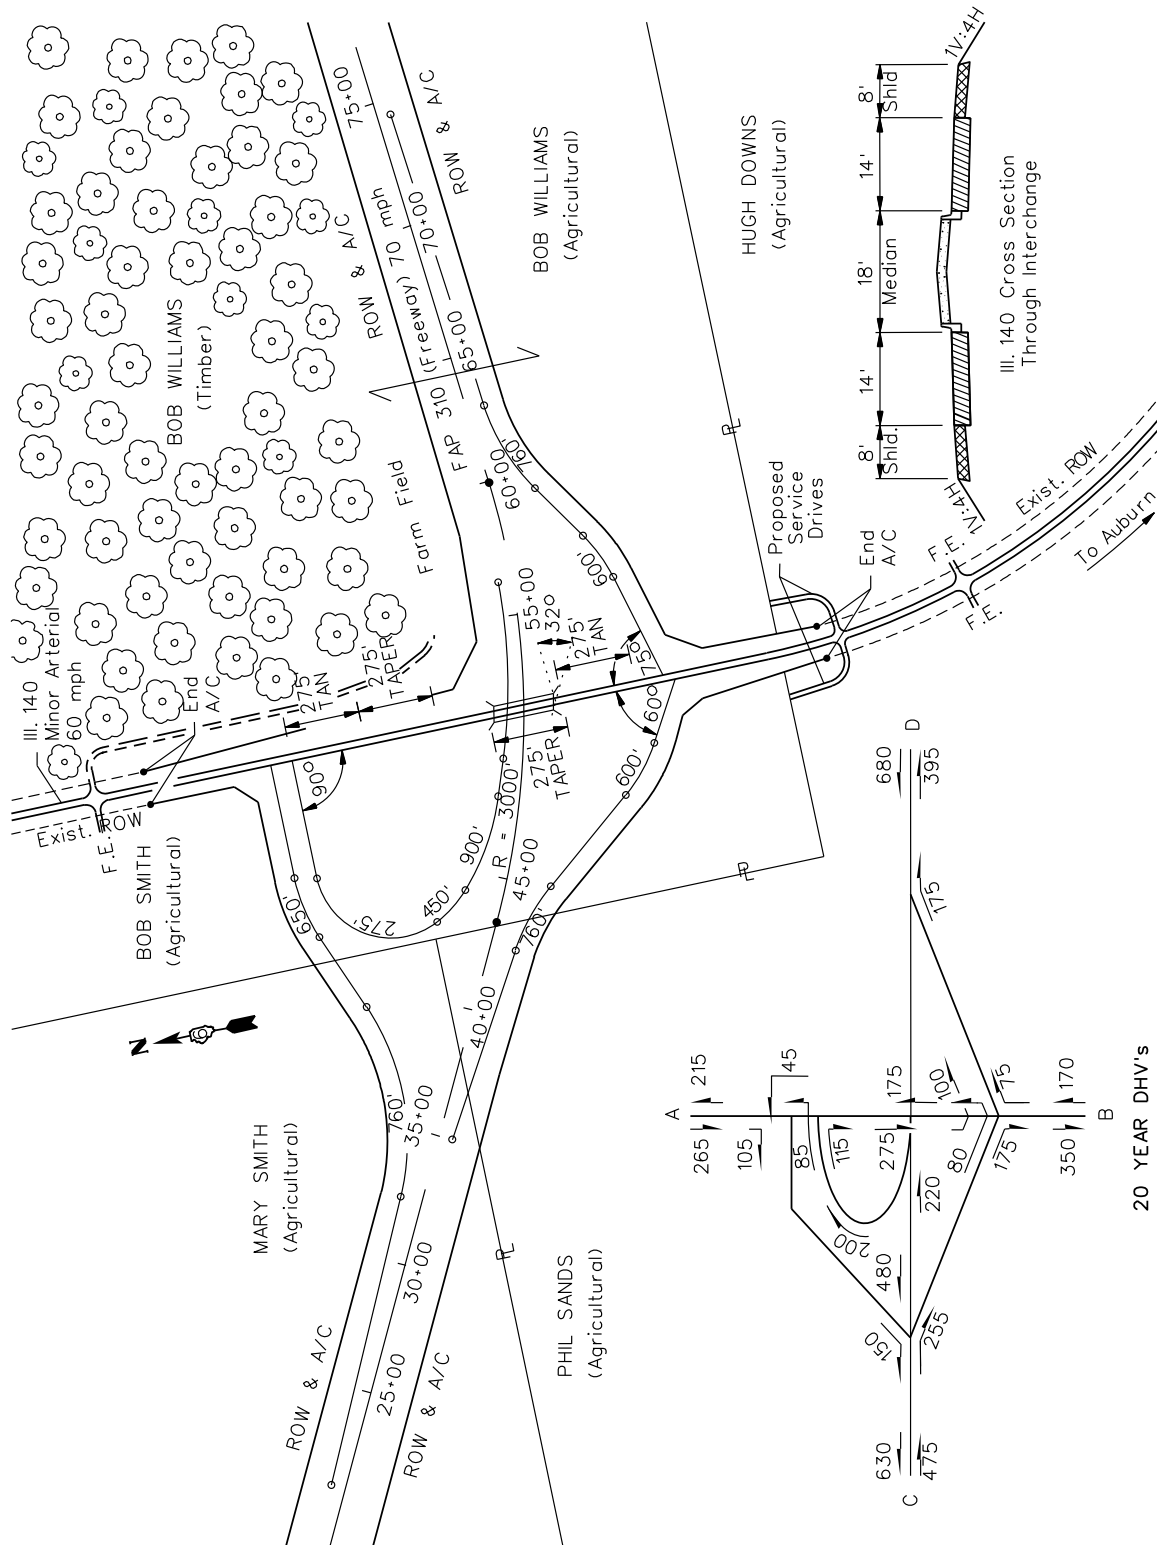 Ill. 140
Minor Arterial
60 mph
Exist. ROW
F.E.
End
A/C
BOB SMITH
(Agricultural)
BOB WILLIAMS
(Timber)
Farm Field
275'
TAN
275'
TAPER
90°
650'
275'
450'
900'
R = 3000'
MARY SMITH
(Agricultural)
N
760'
ROW & A/C
ROW & A/C
25+00
30+00
35+00
40+00
45+00
55+00
60+00
65+00
70+00
75+00
FAP 310 (Freeway) 70 mph
ROW & A/C
ROW & A/C
BOB WILLIAMS
(Agricultural)
760'
600'
32°
275'
TAN
275'
TAPER
75°
60°
600'
760'
PL
PL
PL
PHIL SANDS
(Agricultural)
HUGH DOWNS
(Agricultural)
Proposed
Service
Drives
End
A/C
F.E.
F.E.
Exist. ROW
To Auburn
1V:4H
8'
Shld.
14'
18'
Median
14'
8'
Shld
1V:4H
Ill. 140 Cross Section
Through Interchange
A
265
215
105
45
85
115
275
175
200
480
220
150
255
C
630
475
80
100
175
75
350
170
B
175
680
395
D
20 YEAR DHV's